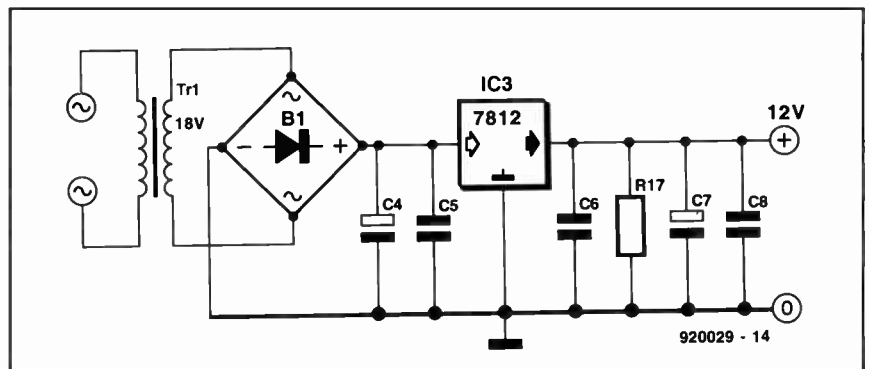 Tr1
18V
~
~
~
B1
- +
~
C4
C5
IC3
7812
C6
R17
C7
C8
12V
+
0
920029 - 14